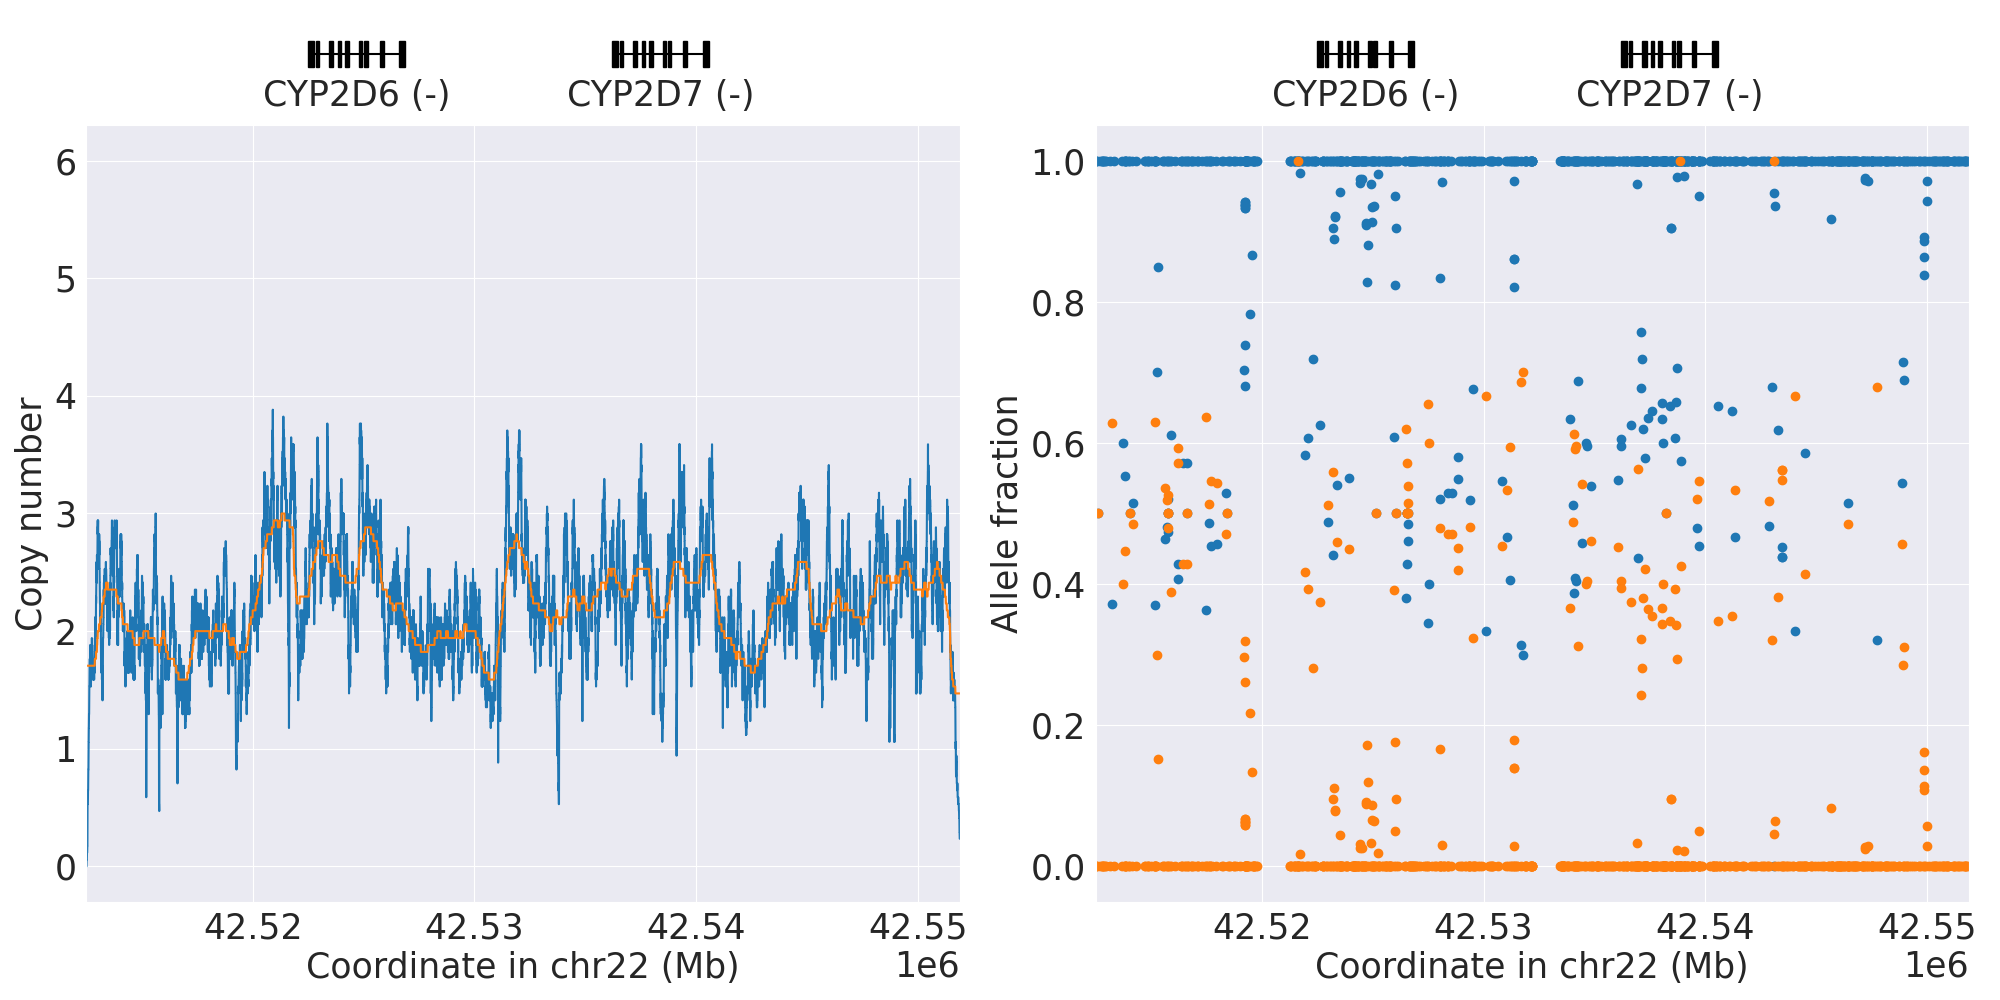 CYP2D6 (-) CYP2D7 (-)
Copy number
6
5
4
3
2
1
0
42.52 42.53 42.54 42.55
Coordinate in chr22 (Mb) 1e6
CYP2D6 (-) CYP2D7 (-)
Allele fraction
1.0
0.8
0.6
0.4
0.2
0.0
42.52 42.53 42.54 42.55
Coordinate in chr22 (Mb) 1e6